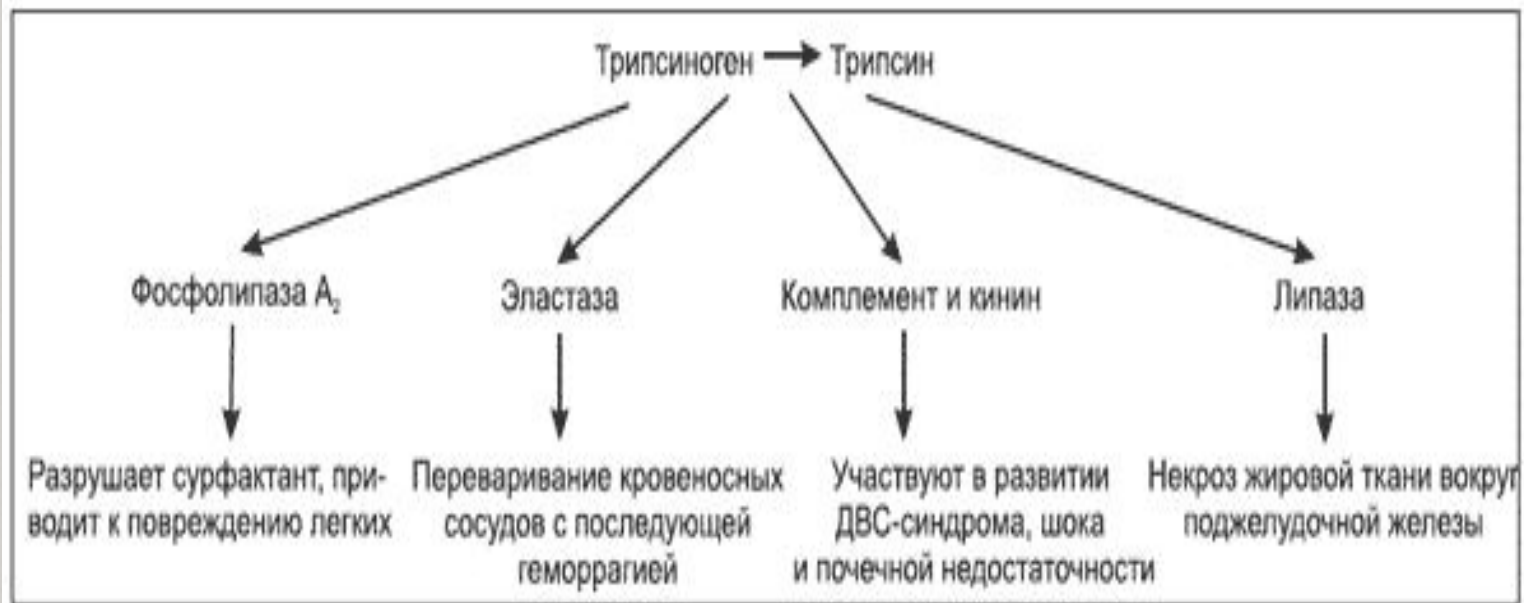 Трипсиноген → Трипсин
Фосфолипаза А₂
Эластаза
Комплемент и кинин
Липаза
Разрушает сурфактант, при-
водит к повреждению легких
Переваривание кровеносных
сосудов с последующей
геморрагией
Участвуют в развитии
ДВС-синдрома, шока
и почечной недостаточности
Некроз жировой ткани вокруг
поджелудочной железы